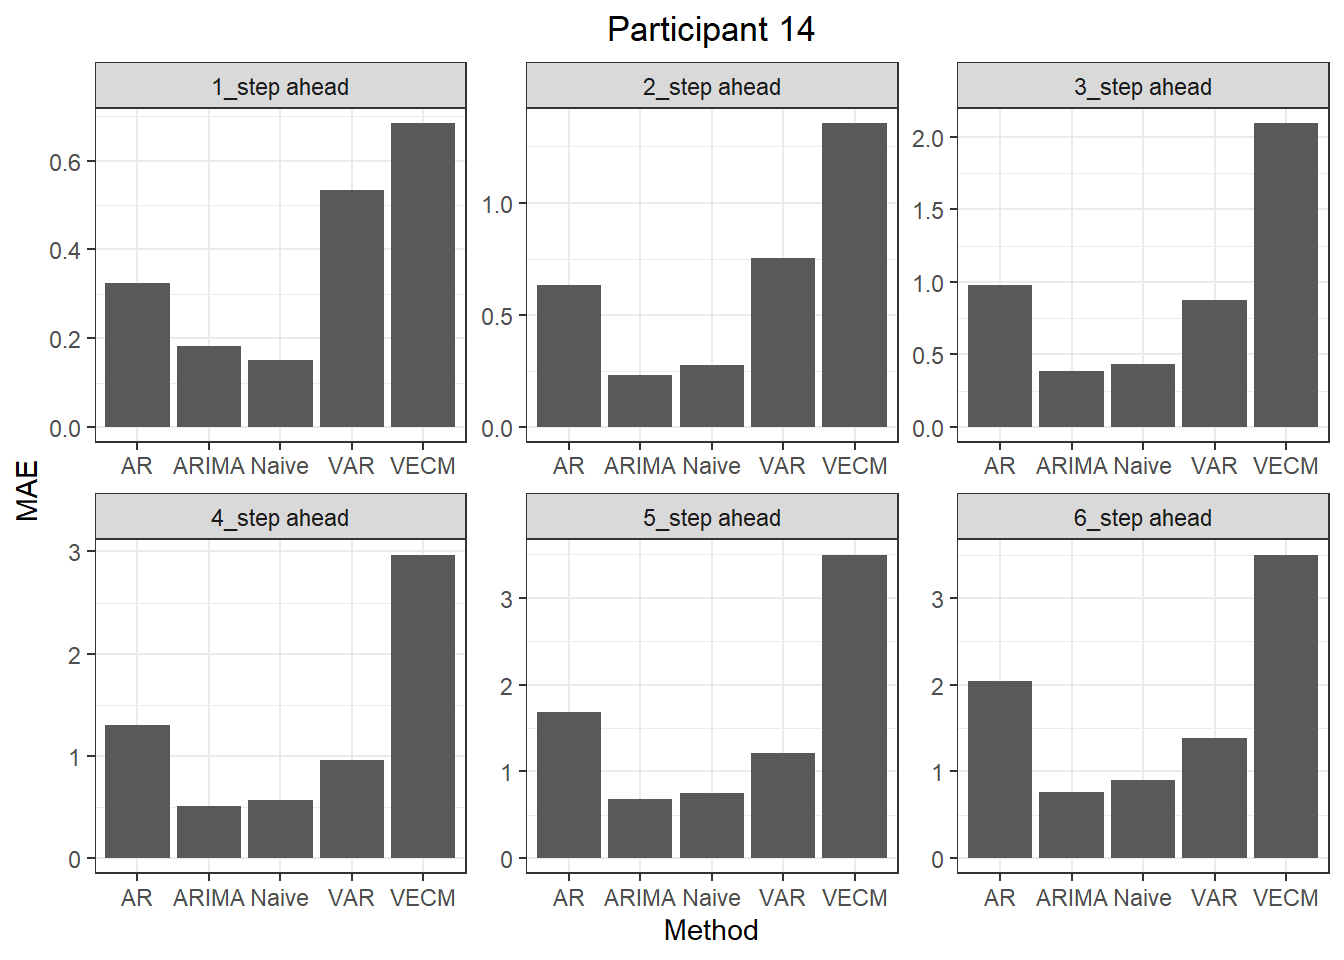 Participant 14
1_step ahead
2_step ahead
3_step ahead
0.6
0.4
0.2
0.0
1.0
0.5
0.0
2.0
1.5
1.0
0.5
0.0
AR ARIMA Naive VAR VECM
AR ARIMA Naive VAR VECM
AR ARIMA Naive VAR VECM
MAE
4_step ahead
5_step ahead
6_step ahead
3
2
1
0
3
2
1
0
3
2
1
0
AR ARIMA Naive VAR VECM
AR ARIMA Naive VAR VECM
AR ARIMA Naive VAR VECM
Method